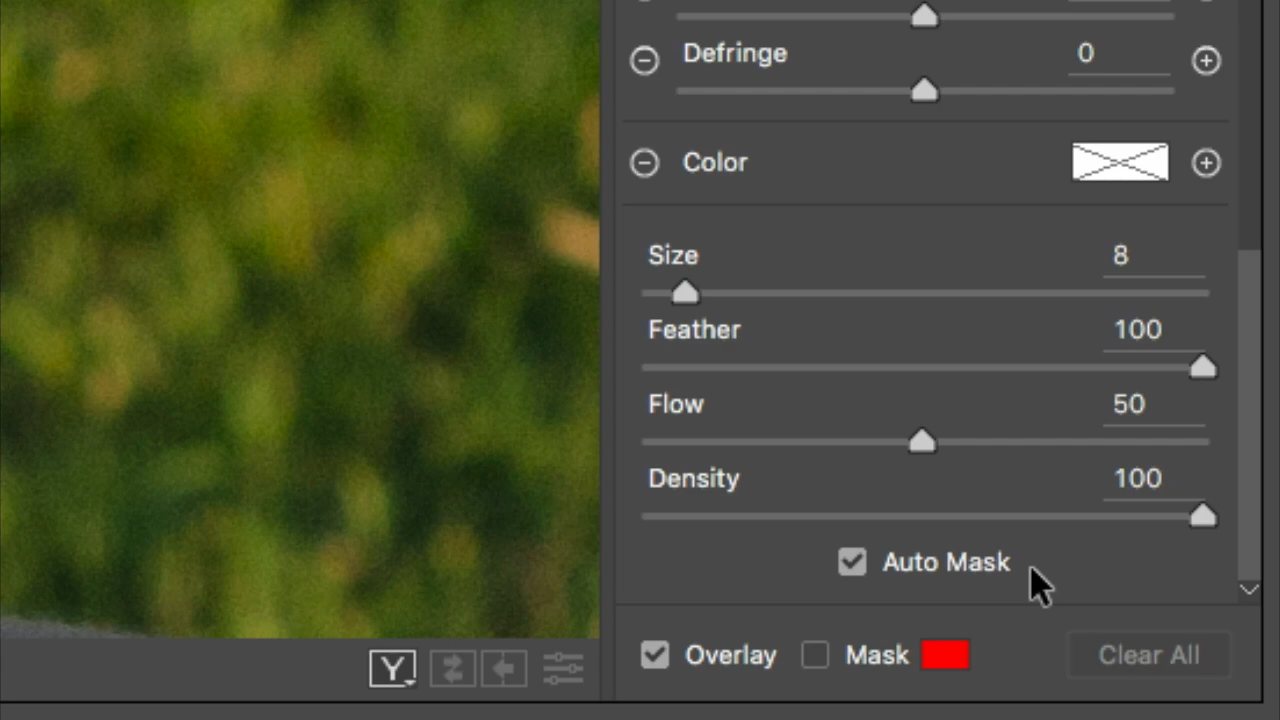 Defringe 0
Color
Size 8
Feather 100
Flow 50
Density 100
Auto Mask
Y
Overlay Mask Clear All